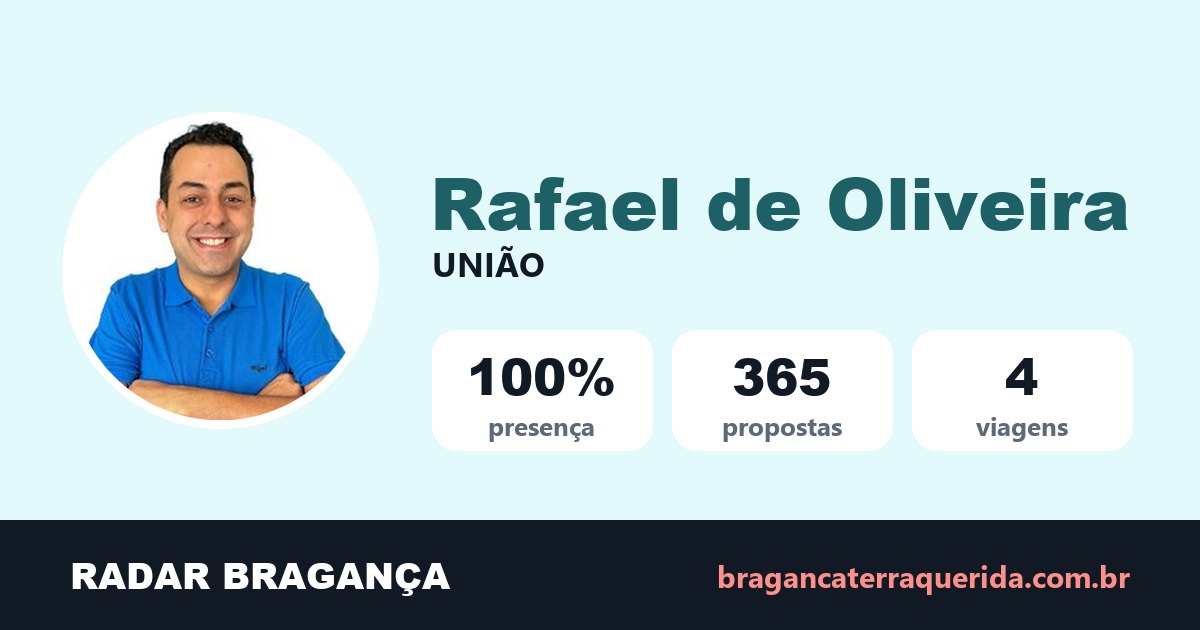 Rafael de Oliveira
UNIÃO
100%
presença
365
propostas
4
viagens
RADAR BRAGANÇA
bragancaterraquerida.com.br